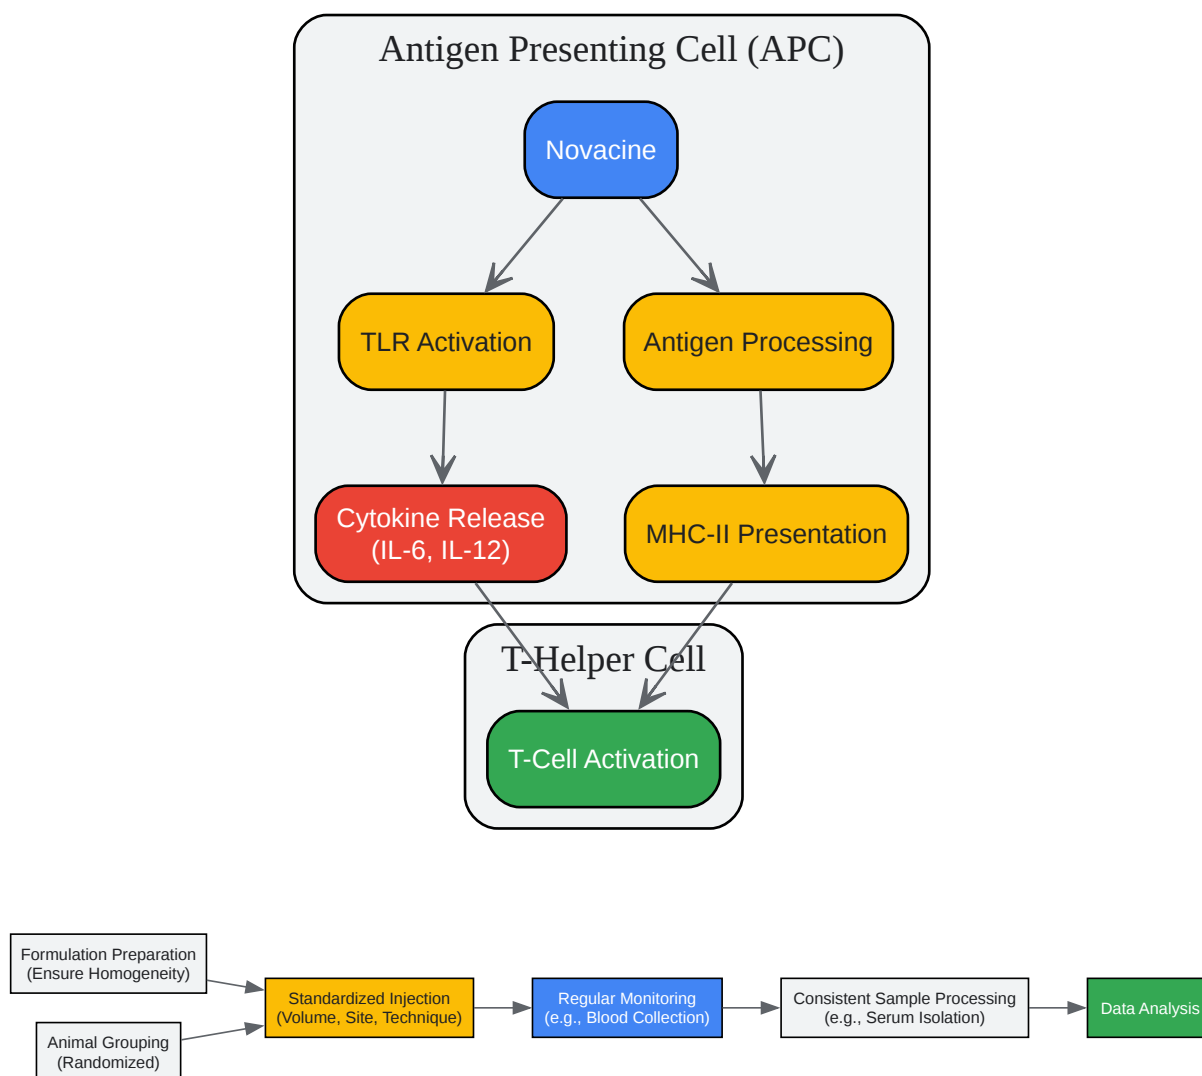 Antigen Presenting Cell (APC)
Novacine
TLR Activation
Antigen Processing
Cytokine Release
(IL-6, IL-12)
MHC-II Presentation
T-Helper Cell
T-Cell Activation
Formulation Preparation
(Ensure Homogeneity)
Animal Grouping
(Randomized)
Standardized Injection
(Volume, Site, Technique)
Regular Monitoring
(e.g., Blood Collection)
Consistent Sample Processing
(e.g., Serum Isolation)
Data Analysis